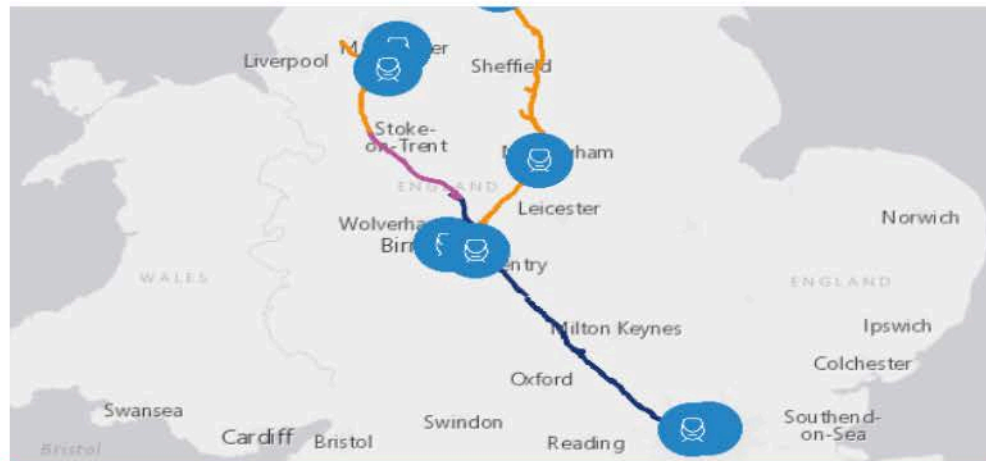 Liverpool
Sheffield
Stoke-
on-Trent
ENGLAND
Leicester
Norwich
WALES
ENGLAND
Milton Keynes
Ipswich
Colchester
Oxford
Swansea
Swindon
Southend-
on-Sea
Cardiff
Bristol
Reading
Bristol